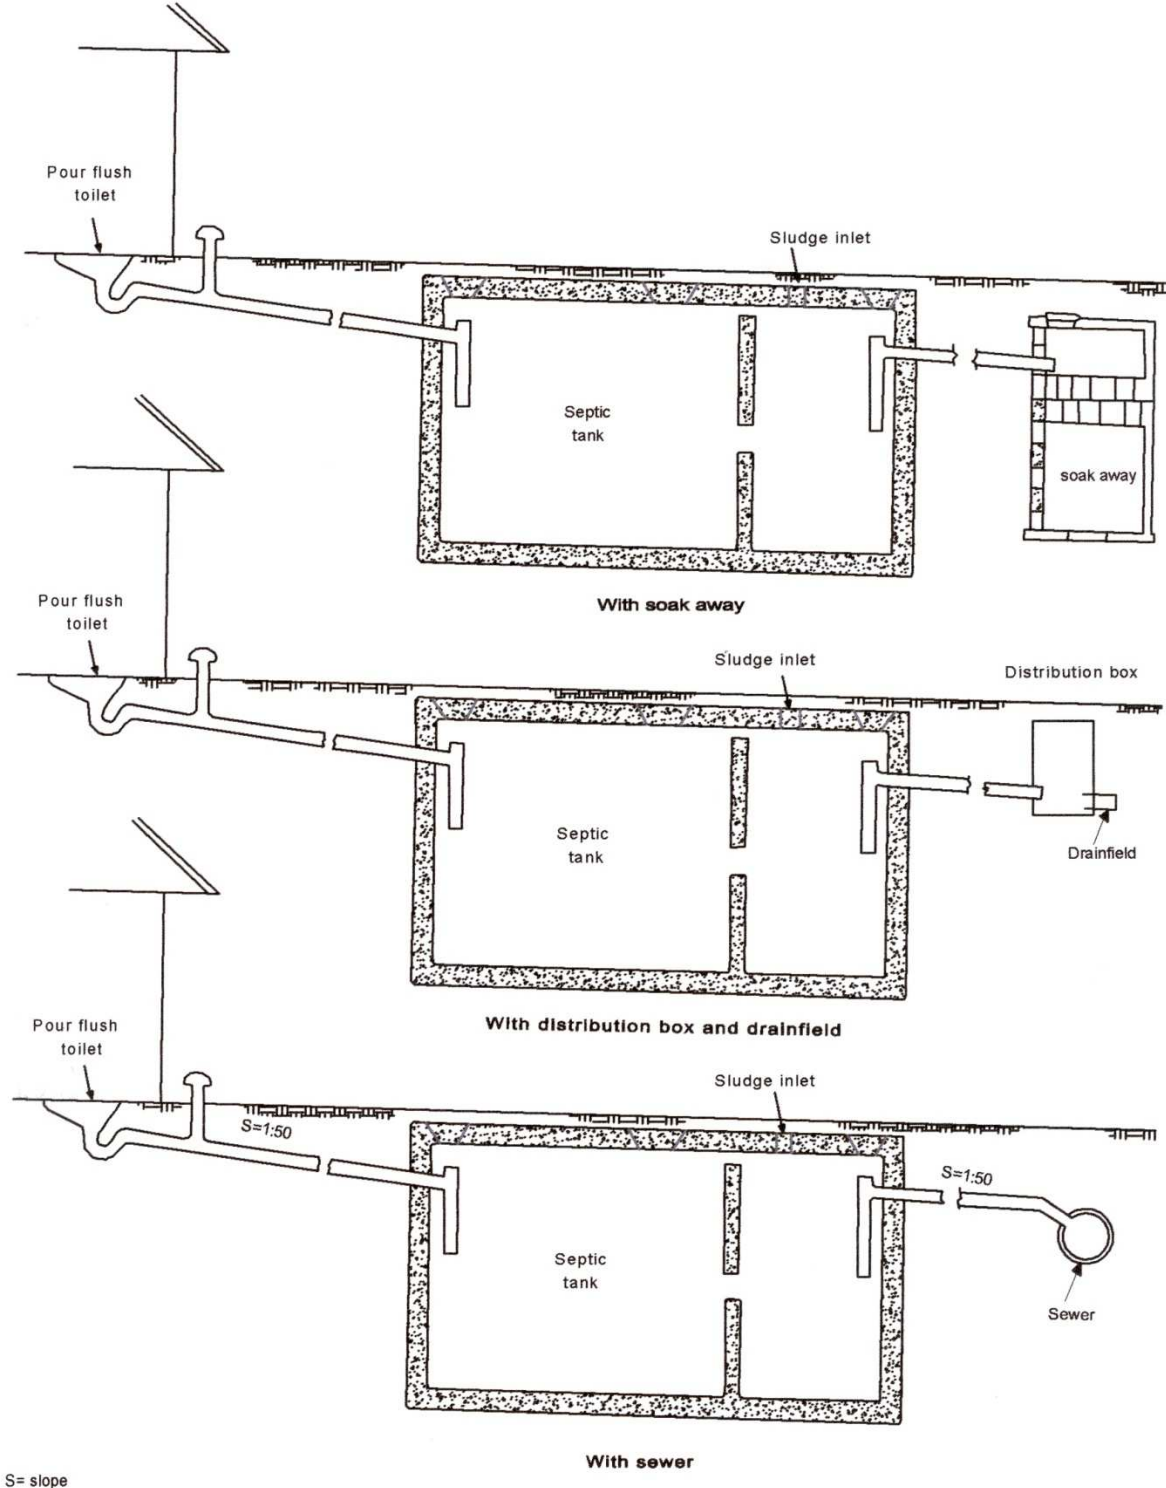 Pour flush
toilet
Sludge inlet
Septic
tank
soak away
With soak away
Pour flush
toilet
Sludge inlet
Distribution box
Septic
tank
Drainfield
With distribution box and drainfield
Pour flush
toilet
Sludge inlet
S=1:50
S=1:50
Septic
tank
Sewer
With sewer
S= slope